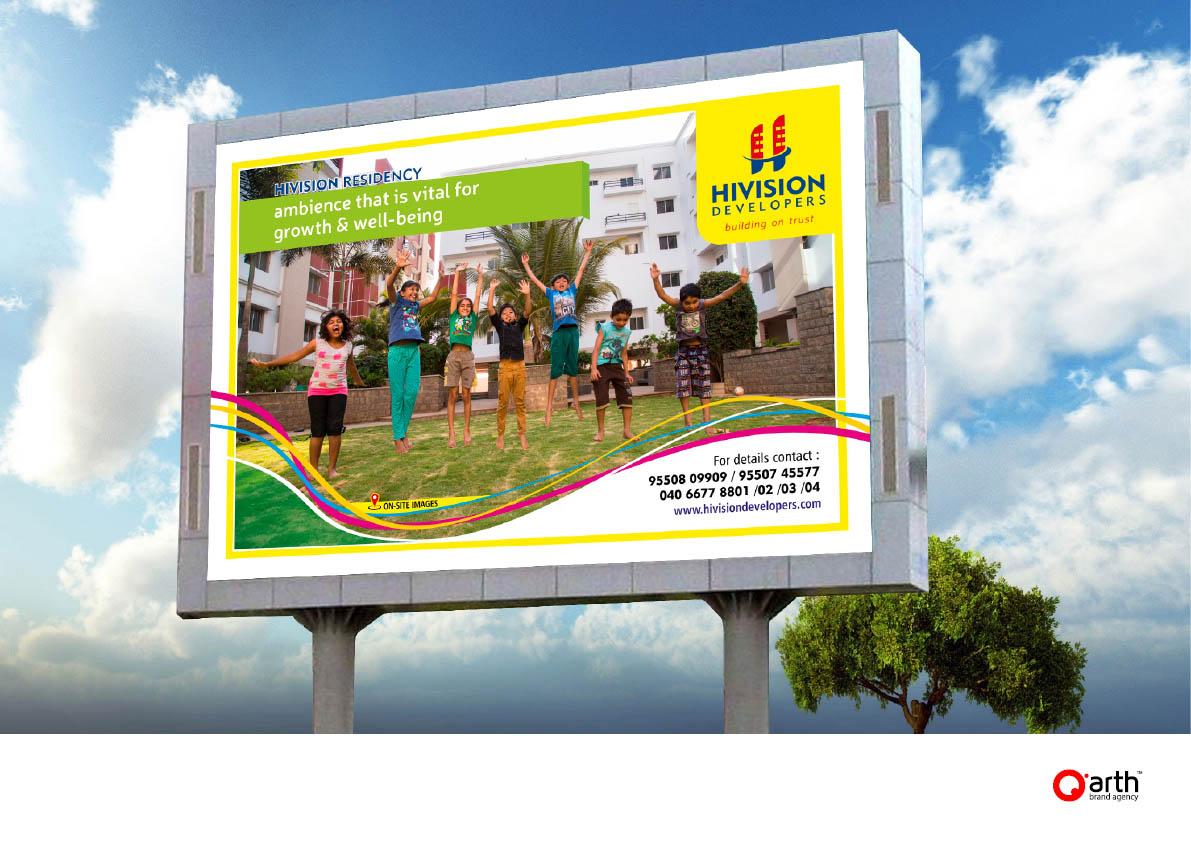 HIVISION RESIDENCY
ambience that is vital for
growth & well-being
HIVISION
DEVELOPERS
building on trust
ON-SITE IMAGES
For details contact :
95508 09909 / 95507 45577
040 6677 8801 /02 /03 /04
www.hivisiondevelopers.com
arth™
brand agency